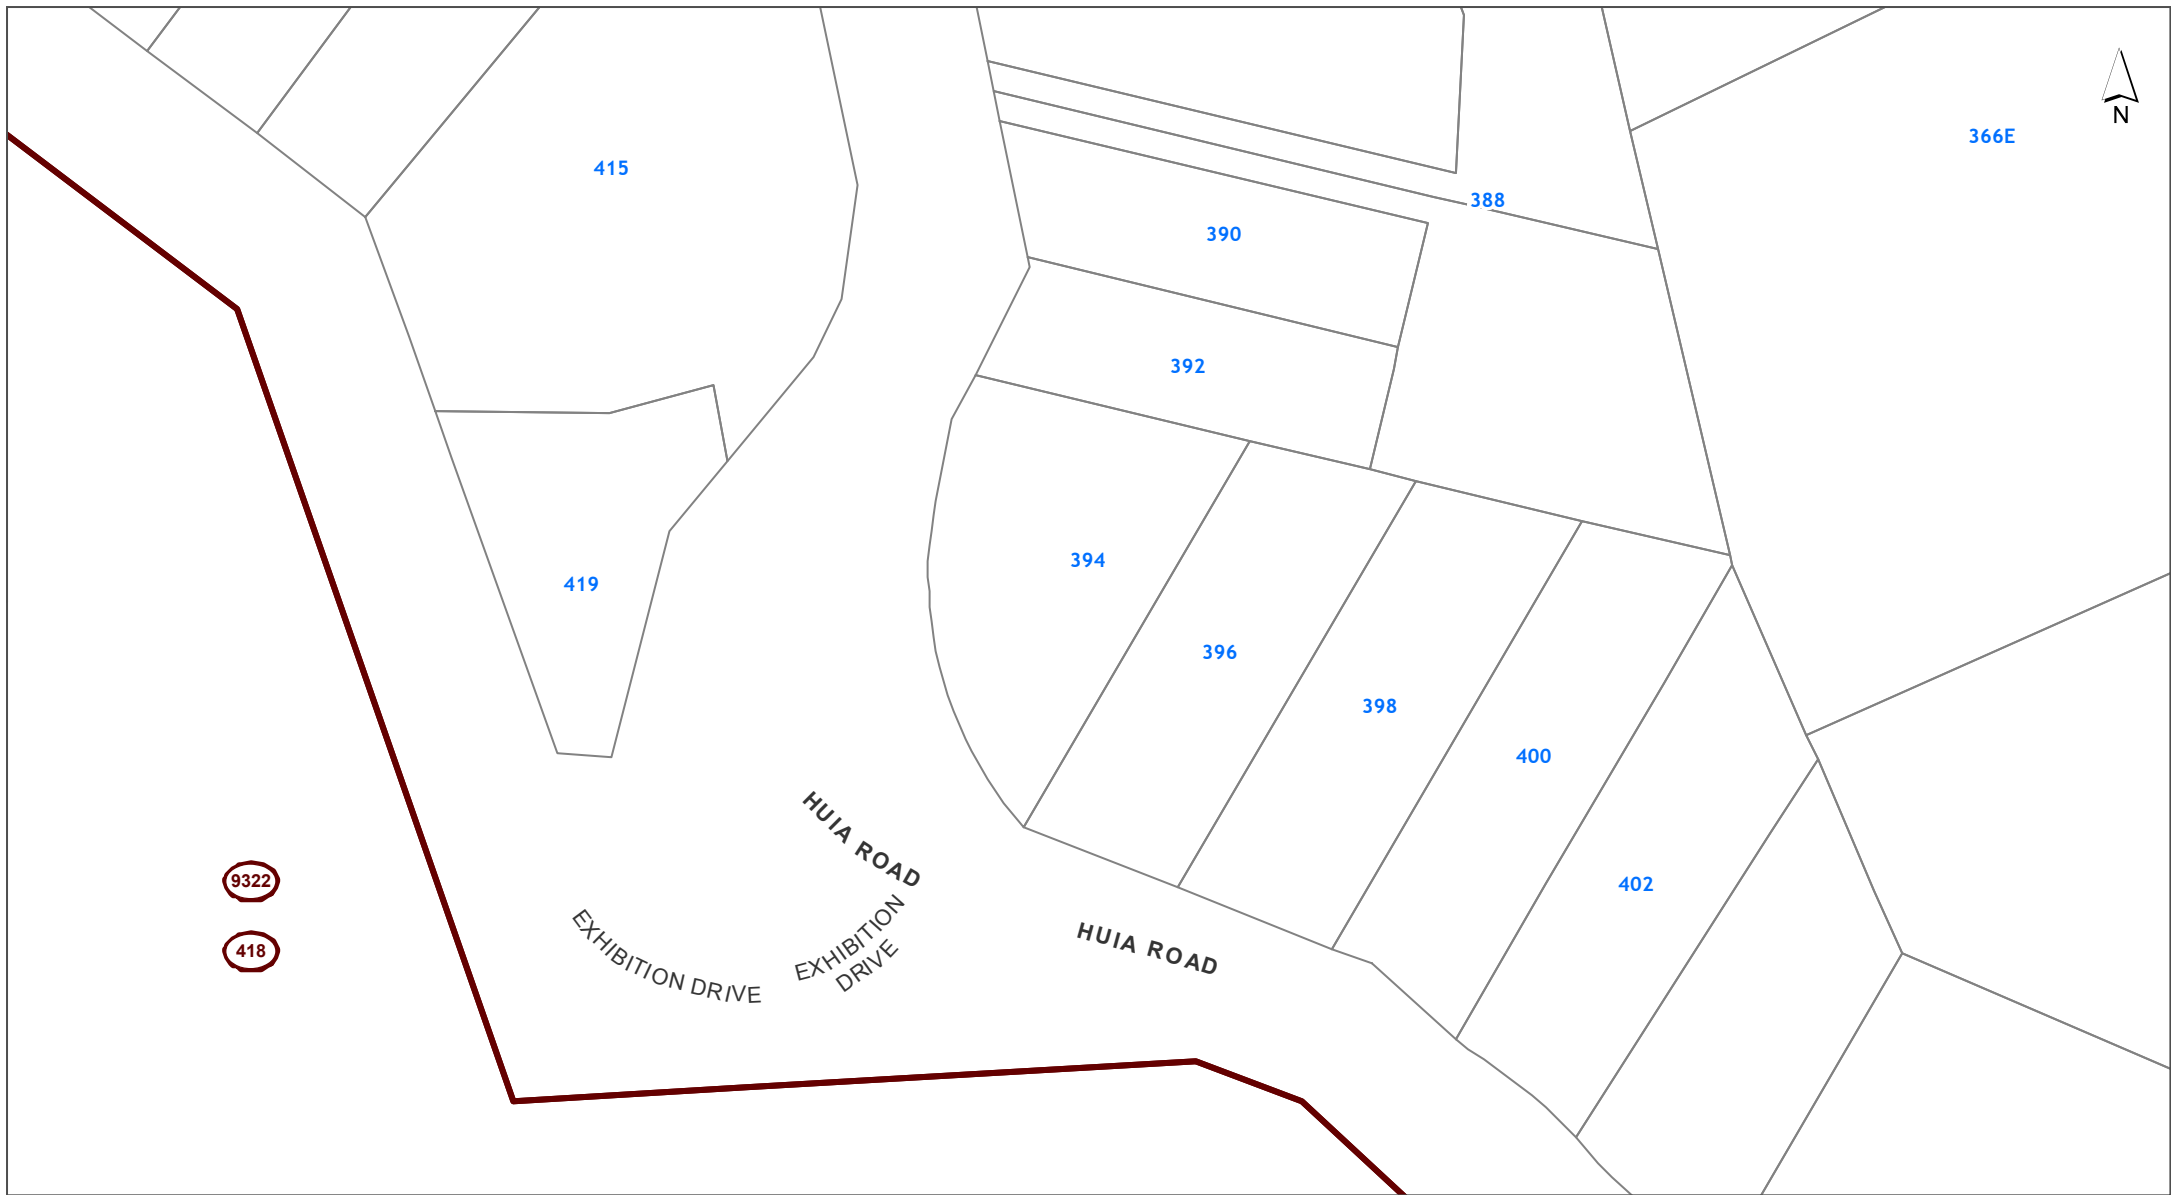 366E
N
415
388
390
392
394
419
396
398
400
HUIA ROAD
402
9322
EXHIBITION DRIVE
EXHIBITION
DRIVE
HUIA ROAD
418